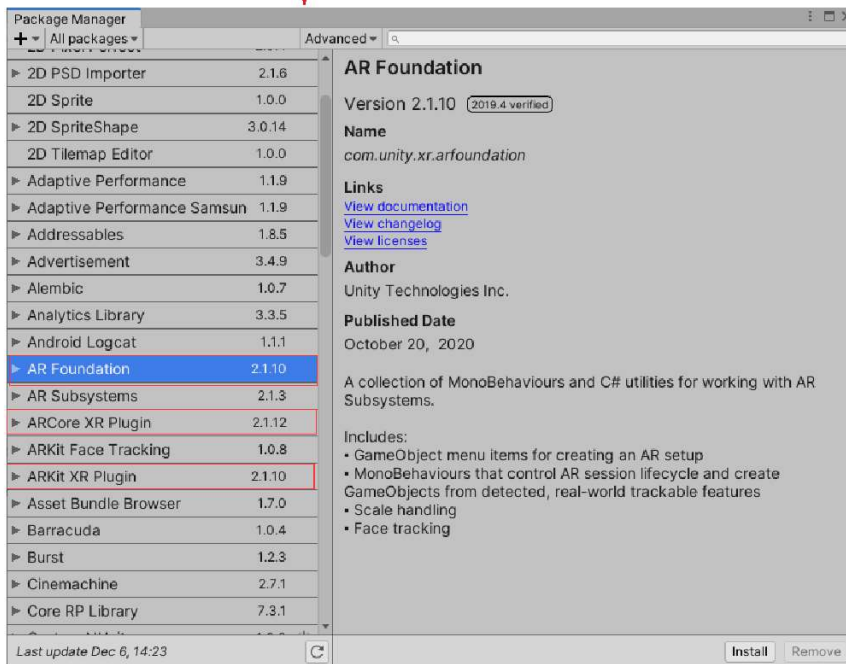 Package Manager
+ All packages Advanced
2D PSD Importer 2.1.6
2D Sprite 1.0.0
2D SpriteShape 3.0.14
2D Tilemap Editor 1.0.0
Adaptive Performance 1.1.9
Adaptive Performance Samsun 1.1.9
Addressables 1.8.5
Advertisement 3.4.9
Alembic 1.0.7
Analytics Library 3.3.5
Android Logcat 1.1.1
AR Foundation 2.1.10
AR Subsystems 2.1.3
ARCore XR Plugin 2.1.12
ARKit Face Tracking 1.0.8
ARKit XR Plugin 2.1.10
Asset Bundle Browser 1.7.0
Barracuda 1.0.4
Burst 1.2.3
Cinemachine 2.7.1
Core RP Library 7.3.1
Last update Dec 6, 14:23
AR Foundation
Version 2.1.10 2019.4 verified
Name
com.unity.xr.arfoundation
Links
View documentation
View changelog
View licenses
Author
Unity Technologies Inc.
Published Date
October 20, 2020
A collection of MonoBehaviours and C# utilities for working with AR
Subsystems.
Includes:
• GameObject menu items for creating an AR setup
• MonoBehaviours that control AR session lifecycle and create
GameObjects from detected, real-world trackable features
• Scale handling
• Face tracking
Install Remove